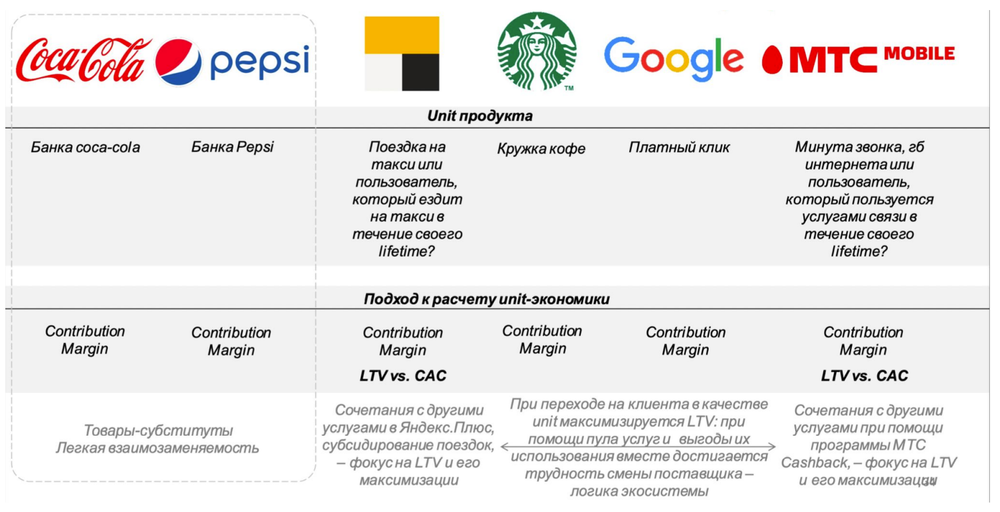 Coca-Cola
pepsi
TM
Google
МТС MOBILE
Unit продукта
Банка coca-cola
Банка Pepsi
Поездка на
такси или
пользователь,
который ездит
на такси в
течение своего
lifetime?
Кружка кофе
Платный клик
Минута звонка, гб
интернета или
пользователь,
который пользуется
услугами связи в
течение своего
lifetime?
Подход к расчету unit-экономики
Contribution
Margin
Contribution
Margin
Contribution
Margin
LTV vs. CAC
Contribution
Margin
Contribution
Margin
Contribution
Margin
LTV vs. CAC
Товары-субституты
Легкая взаимозаменяемость
Сочетания с другими
услугами в Яндекс.Плюс,
субсидирование поездок,
– фокус на LTV и его
максимизации
При переходе на клиента в качестве
unit максимизируется LTV: при
помощи пула услуг и выгоды их
использования вместе достигается
трудность смены поставщика –
логика экосистемы
Сочетания с другими
услугами при помощи
программы МТС
Cashback, – фокус на LTV
и его максимизации
34